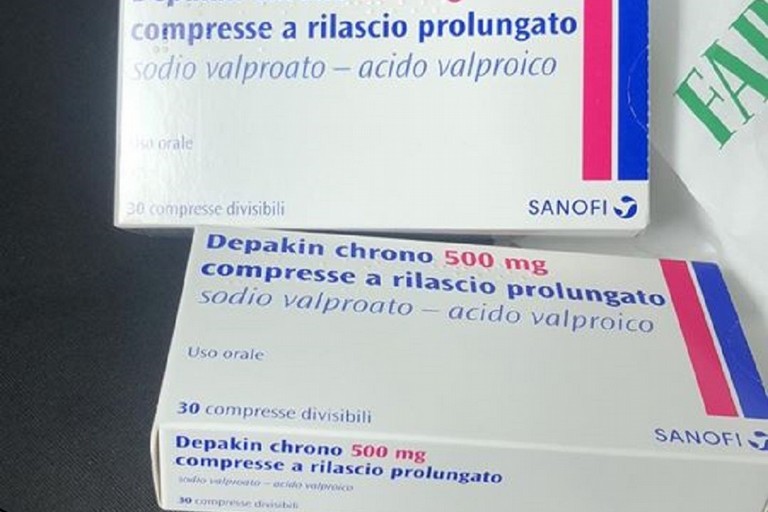 Depakin
compresse a rilascio prolungato
sodio valproato – acido valproico
Uso orale
30 compresse divisibili
SANOFI
FAR
Depakin chrono 500 mg
compresse a rilascio prolungato
sodio valproato – acido valproico
Uso orale
30 compresse divisibili
SANOFI
Depakin chrono 500 mg
compresse a rilascio prolungato
sodio valproato – acido valproico
30 compresse divisibili